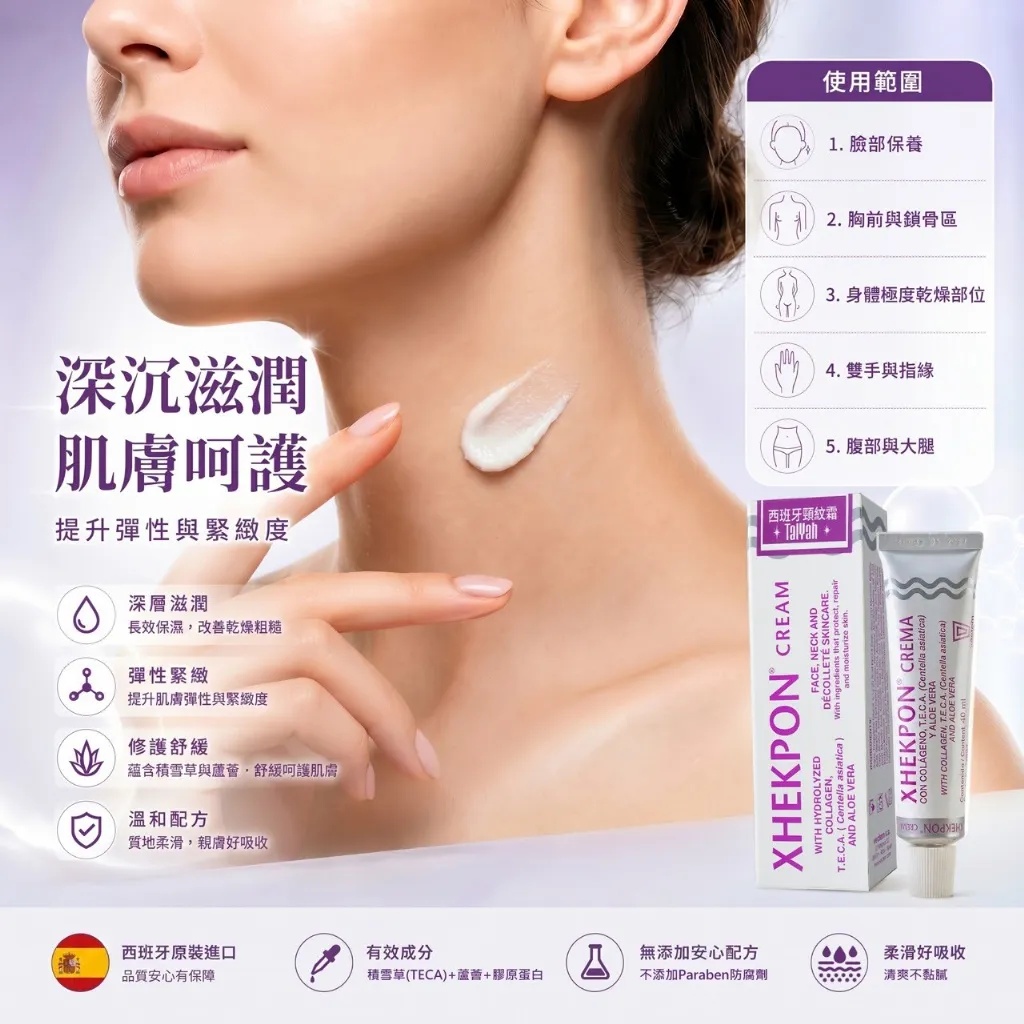 深沉滋潤
肌膚呵護
提升彈性與緊緻度
深層滋潤
長效保濕，改善乾燥粗糙
彈性緊緻
提升肌膚彈性與緊緻度
修護舒緩
蘊含積雪草與蘆薈，舒緩呵護肌膚
溫和配方
質地柔滑，親膚好吸收
使用範圍
1. 臉部保養
2. 胸前與鎖骨區
3. 身體極度乾燥部位
4. 雙手與指緣
5. 腹部與大腿
西班牙頸紋霜
TaiYah
XHEKPON® CREAM
FACE, NECK AND
DÉCOLLETÉ SKINCARE.
With ingredients that protect, repair
and moisturize skin.
WITH HYDROLYZED
COLLAGEN,
T.E.C.A. (Centella asiatica)
AND ALOE VERA
XHEKPON® CREMA
CON COLÁGENO, T.E.C.A. (Centella asiatica)
Y ALOE VERA
WITH COLLAGEN, T.E.C.A. (Centella asiatica)
AND ALOE VERA
Contenido / Content: 40 ml
XHEKPON® CREMA
西班牙原裝進口
品質安心有保障
有效成分
積雪草(TECA)+蘆薈+膠原蛋白
無添加安心配方
不添加Paraben防腐劑
柔滑好吸收
清爽不黏膩